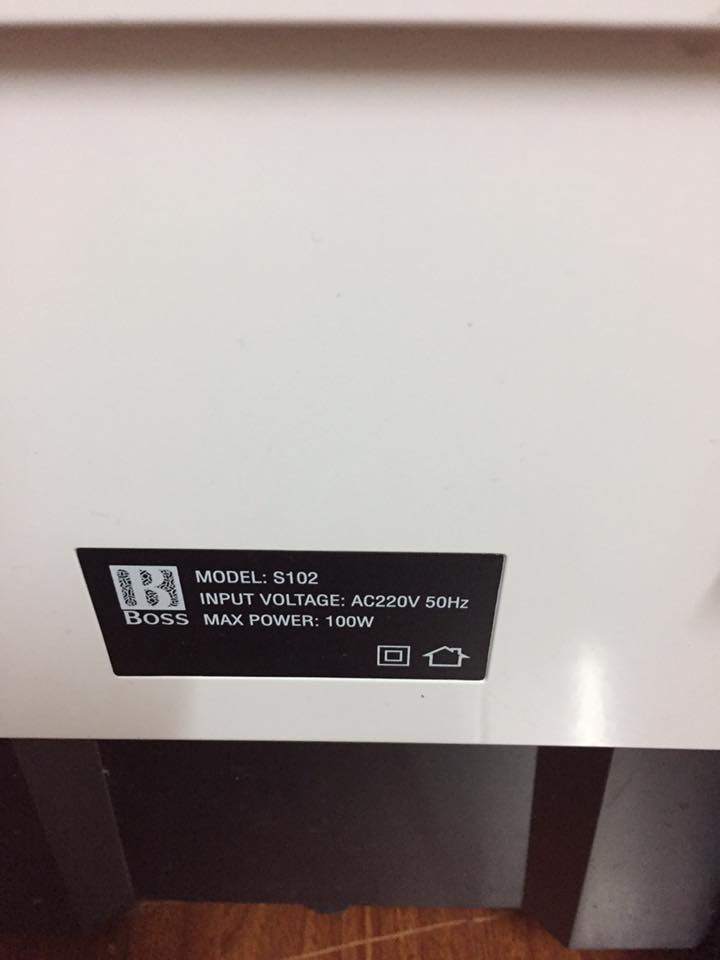 MODEL: S102
INPUT VOLTAGE: AC220V 50Hz
BOSS MAX POWER: 100W